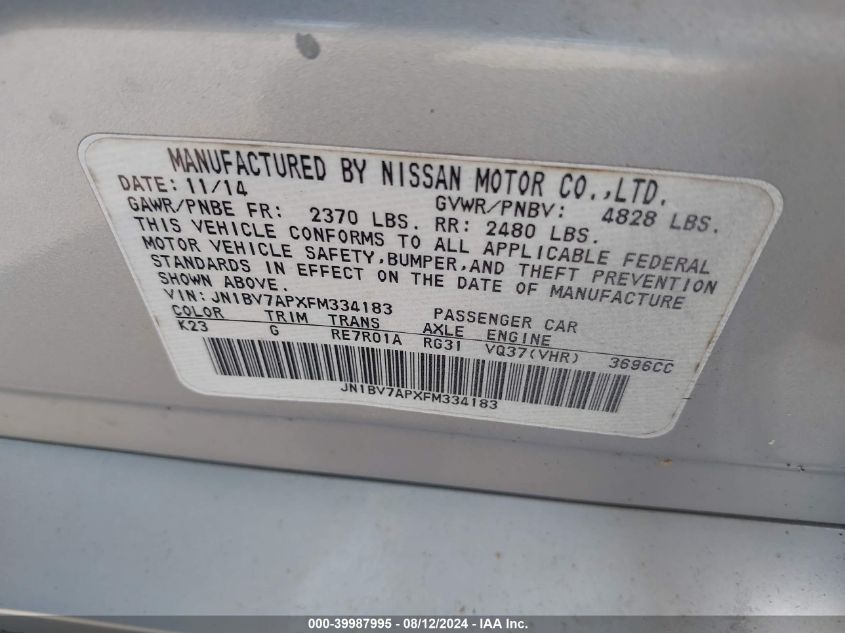 MANUFACTURED BY NISSAN MOTOR CO.,LTD.
DATE: 11/14 GVWR/PNBV: 4828 LBS.
GAWR/PNBE FR: 2370 LBS. RR: 2480 LBS.
THIS VEHICLE CONFORMS TO ALL APPLICABLE FEDERAL
MOTOR VEHICLE SAFETY,BUMPER,AND THEFT PREVENTION
STANDARDS IN EFFECT ON THE DATE OF MANUFACTURE
SHOWN ABOVE.
VIN: JN1BV7APXFM334183 PASSENGER CAR
COLOR TRIM TRANS AXLE ENGINE
K23 G RE7R01A RG31 VQ37(VHR) 3696CC
JN1BV7APXFM334183
000-39987995 - 08/12/2024 - IAA Inc.